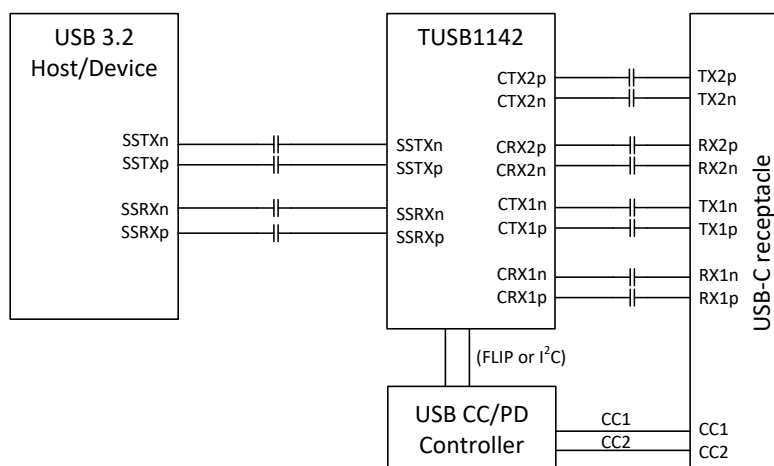 USB 3.2
Host/Device
SSTXn
SSTXp
SSRXn
SSRXp
TUSB1142
SSTXn
SSTXp
SSRXn
SSRXp
CTX2p
CTX2n
CRX2p
CRX2n
CTX1n
CTX1p
CRX1n
CRX1p
TX2p
TX2n
RX2p
RX2n
TX1n
TX1p
RX1n
RX1p
USB-C receptacle
(FLIP or I²C)
USB CC/PD
Controller
CC1
CC2
CC1
CC2